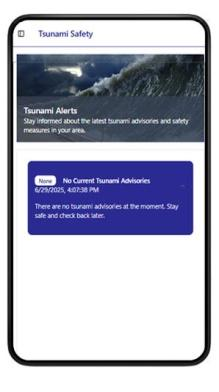 Tsunami Safety
Tsunami Alerts
Stay informed about the latest tsunami advisories and safety
measures in your area.
None No Current Tsunami Advisories
6/29/2025, 4:07:38 PM
There are no tsunami advisories at the moment. Stay
safe and check back later.